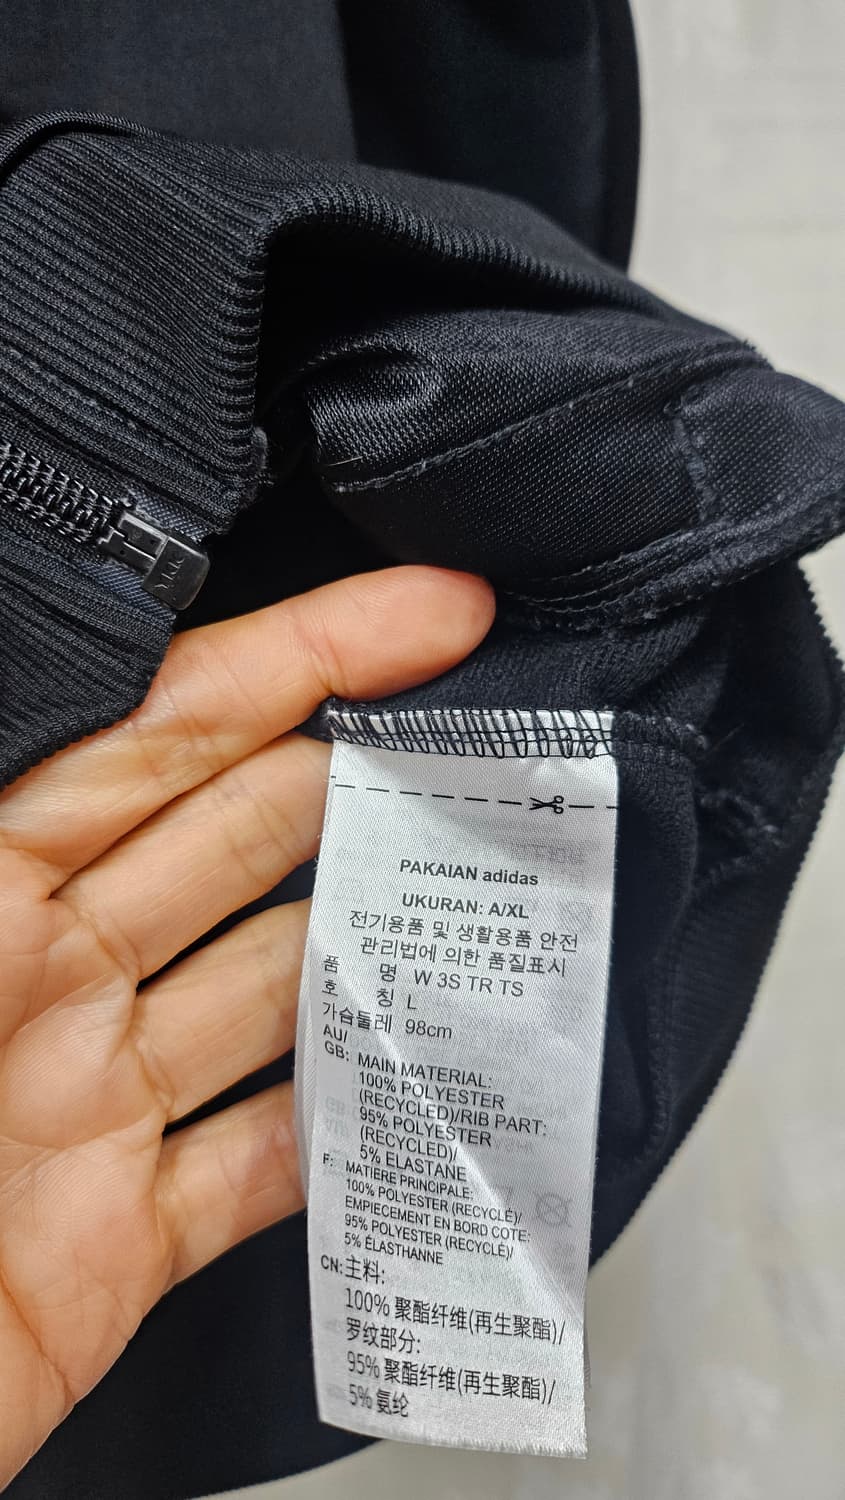 PAKAIAN adidas
UKURAN: A/XL
전기용품 및 생활용품 안전
관리법에 의한 품질표시
품 명 W 3S TR TS
호 칭 L
가슴둘레 98cm
AU/
GB: MAIN MATERIAL:
100% POLYESTER
(RECYCLED)/RIB PART:
95% POLYESTER
(RECYCLED)/
5% ELASTANE
F: MATIÈRE PRINCIPALE:
100% POLYESTER (RECYCLÉ)/
EMPIECEMENT EN BORD COTE:
95% POLYESTER (RECYCLÉ)/
5% ÉLASTHANNE
CN: 主料:
100% 聚酯纤维(再生聚酯)/
罗纹部分:
95% 聚酯纤维(再生聚酯)/
5% 氨纶